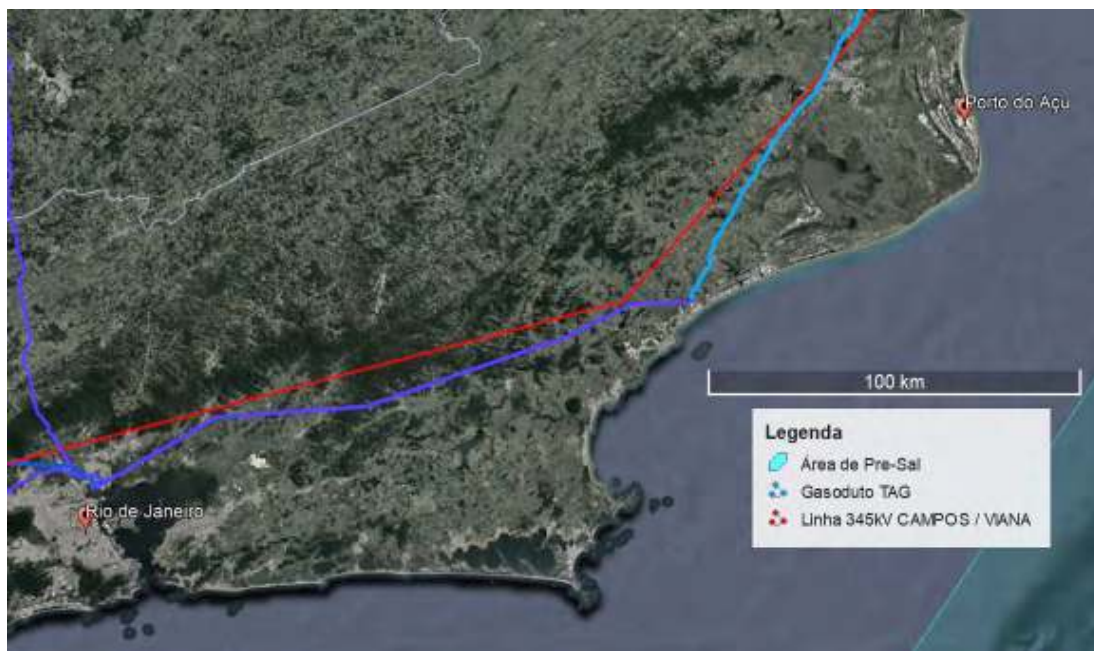 Porto do Açu
100 km
Legenda
Área de Pre-Sal
Gasoduto TAG
Linha 345kV CAMPOS / VIANA
Rio de Janeiro